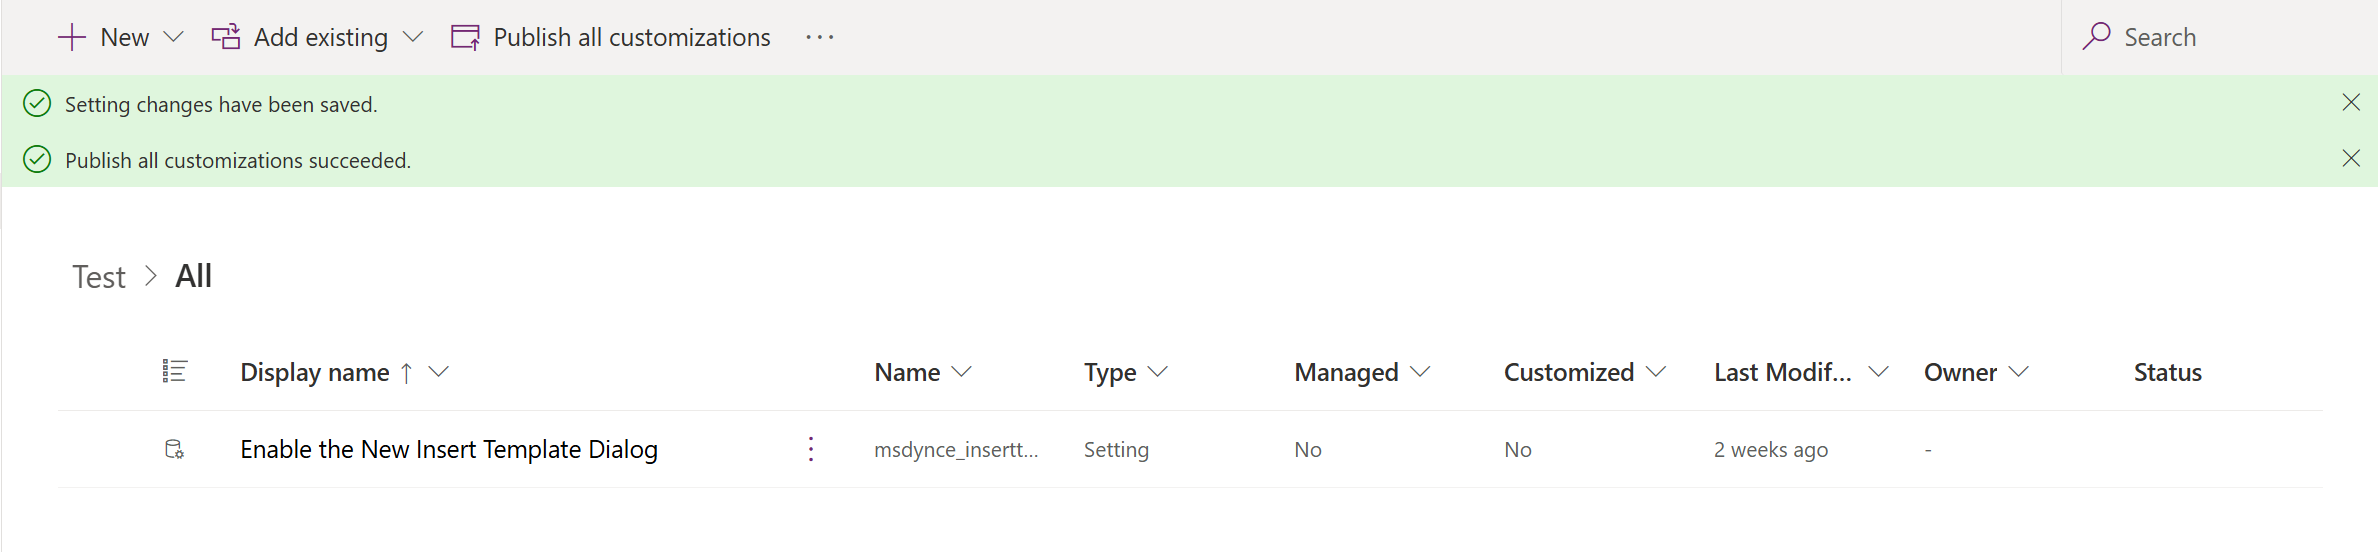 New Add existing Publish all customizations ··· Search
Setting changes have been saved.
Publish all customizations succeeded.
Test > All
Display name ↑ Name Type Managed Customized Last Modif... Owner Status
Enable the New Insert Template Dialog msdynce_insertt... Setting No No 2 weeks ago -